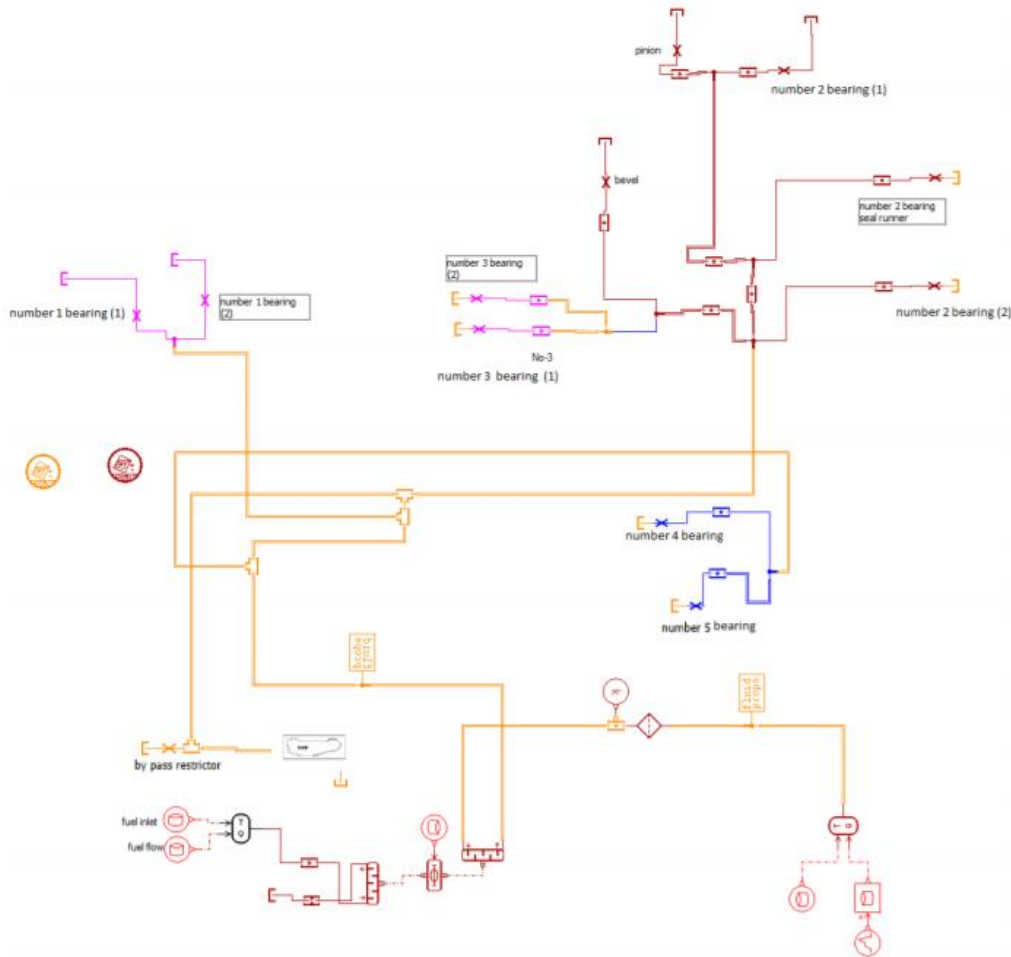 pinion
number 2 bearing (1)
bevel
number 2 bearing
seal runner
number 3 bearing
(2)
number 1 bearing (1)
number 1 bearing
(2)
number 2 bearing (2)
No-3
number 3 bearing (1)
number 4 bearing
number 5 bearing
fluid
props
by pass restrictor
fuel inlet
fuel flow
T
Q
T Q